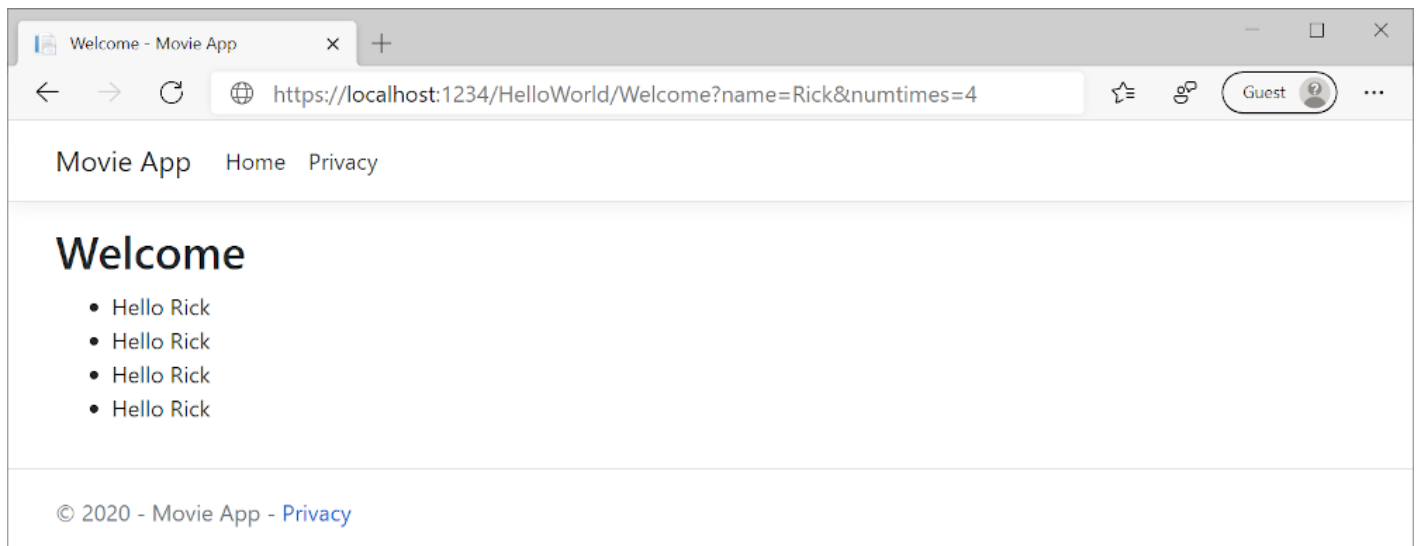 Welcome - Movie App
https://localhost:1234/HelloWorld/Welcome?name=Rick&numtimes=4
Guest
Movie App Home Privacy
Welcome
• Hello Rick
• Hello Rick
• Hello Rick
• Hello Rick
© 2020 - Movie App - Privacy